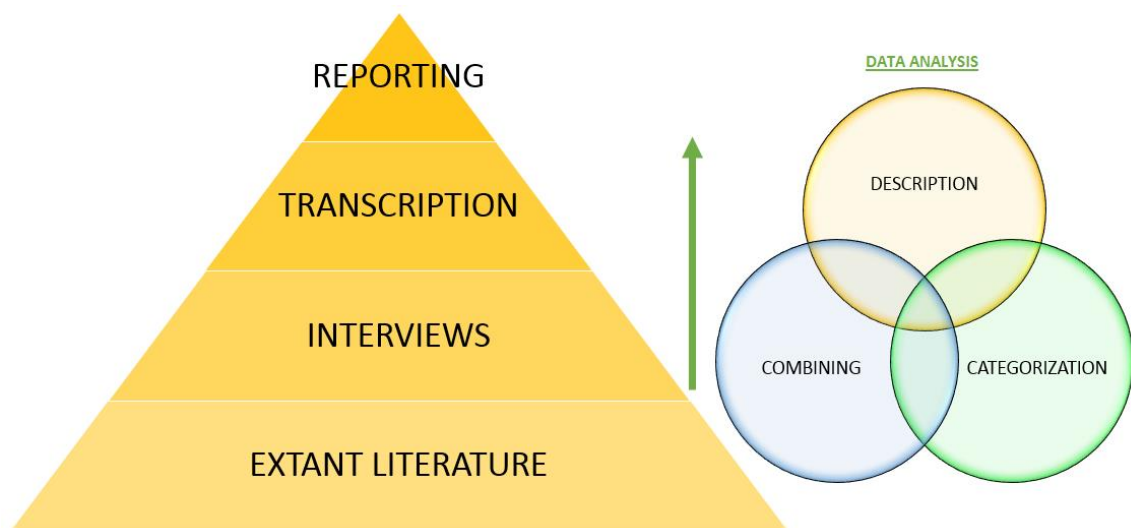 REPORTING
TRANSCRIPTION
INTERVIEWS
EXTANT LITERATURE
DATA ANALYSIS
DESCRIPTION
COMBINING
CATEGORIZATION